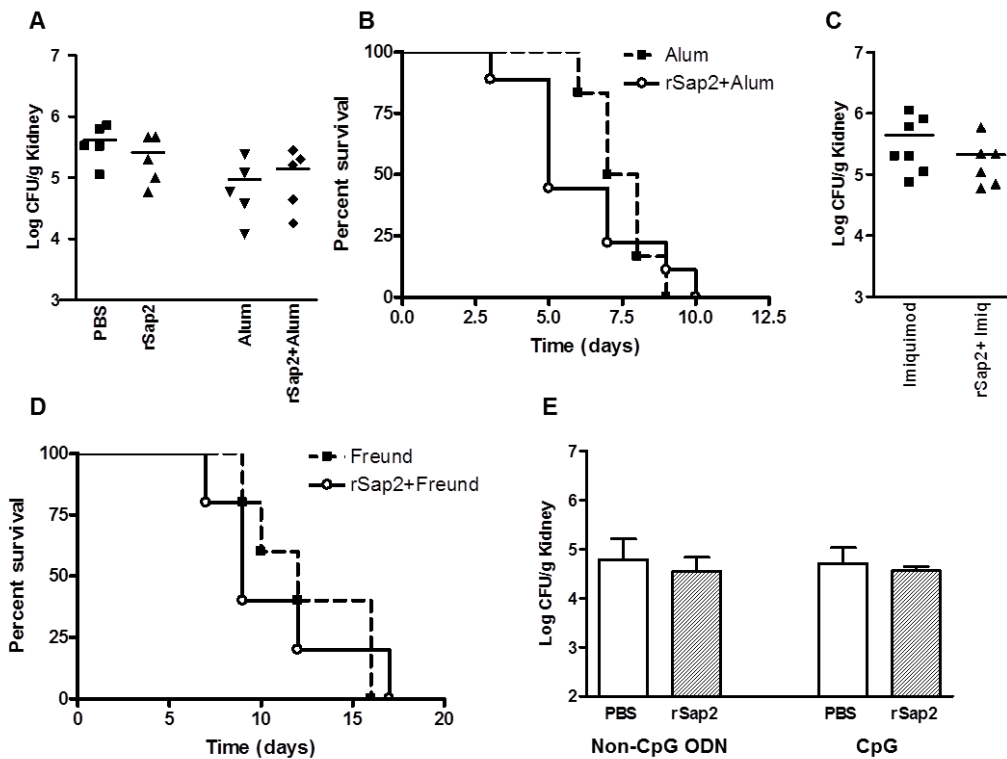 A
Log CFU/g Kidney
7
6
5
4
3
PBS
rSap2
Alum
rSap2+Alum
B
Percent survival
100
75
50
25
0
0.0 2.5 5.0 7.5 10.0 12.5
Time (days)
Alum
rSap2+Alum
C
Log CFU/g Kidney
7
6
5
4
3
Imiquimod
rSap2+ Imiq
D
Percent survival
100
75
50
25
0
0 5 10 15 20
Time (days)
Freund
rSap2+Freund
E
Log CFU/g Kidney
7
6
5
4
3
2
PBS rSap2 PBS rSap2
Non-CpG ODN CpG